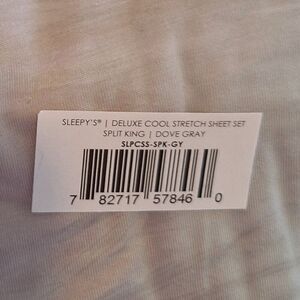 SLEEPY'S® | DELUXE COOL STRETCH SHEET SET
SPLIT KING | DOVE GRAY
SLPCSS-SPK-GY
7 82717 57846 0